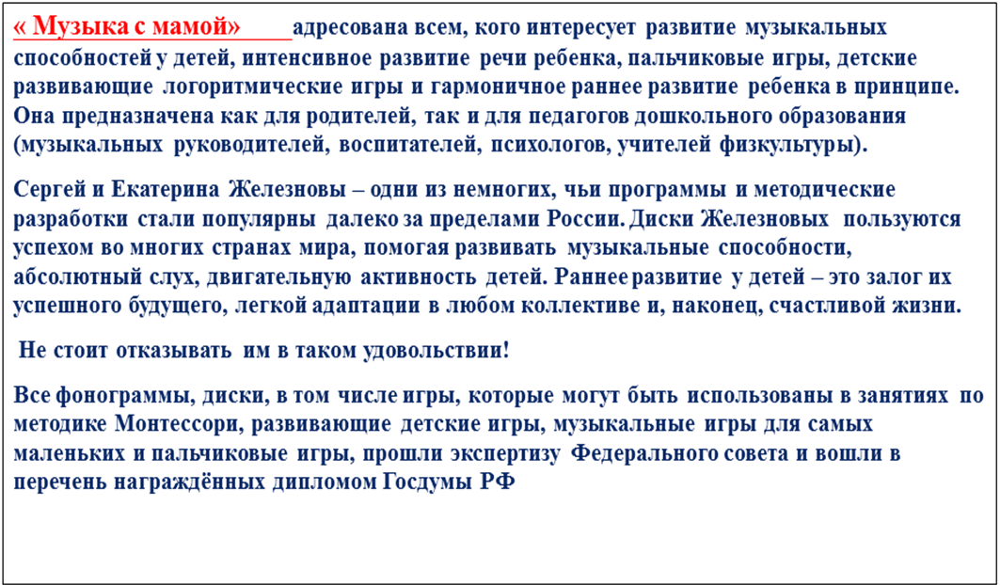 « Музыка с мамой» адресована всем, кого интересует развитие музыкальных
способностей у детей, интенсивное развитие речи ребенка, пальчиковые игры, детские
развивающие логоритмические игры и гармоничное раннее развитие ребенка в принципе.
Она предназначена как для родителей, так и для педагогов дошкольного образования
(музыкальных руководителей, воспитателей, психологов, учителей физкультуры).
Сергей и Екатерина Железновы – одни из немногих, чьи программы и методические
разработки стали популярны далеко за пределами России. Диски Железновых пользуются
успехом во многих странах мира, помогая развивать музыкальные способности,
абсолютный слух, двигательную активность детей. Раннее развитие у детей – это залог их
успешного будущего, легкой адаптации в любом коллективе и, наконец, счастливой жизни.
Не стоит отказывать им в таком удовольствии!
Все фонограммы, диски, в том числе игры, которые могут быть использованы в занятиях по
методике Монтессори, развивающие детские игры, музыкальные игры для самых
маленьких и пальчиковые игры, прошли экспертизу Федерального совета и вошли в
перечень награждённых дипломом Госдумы РФ